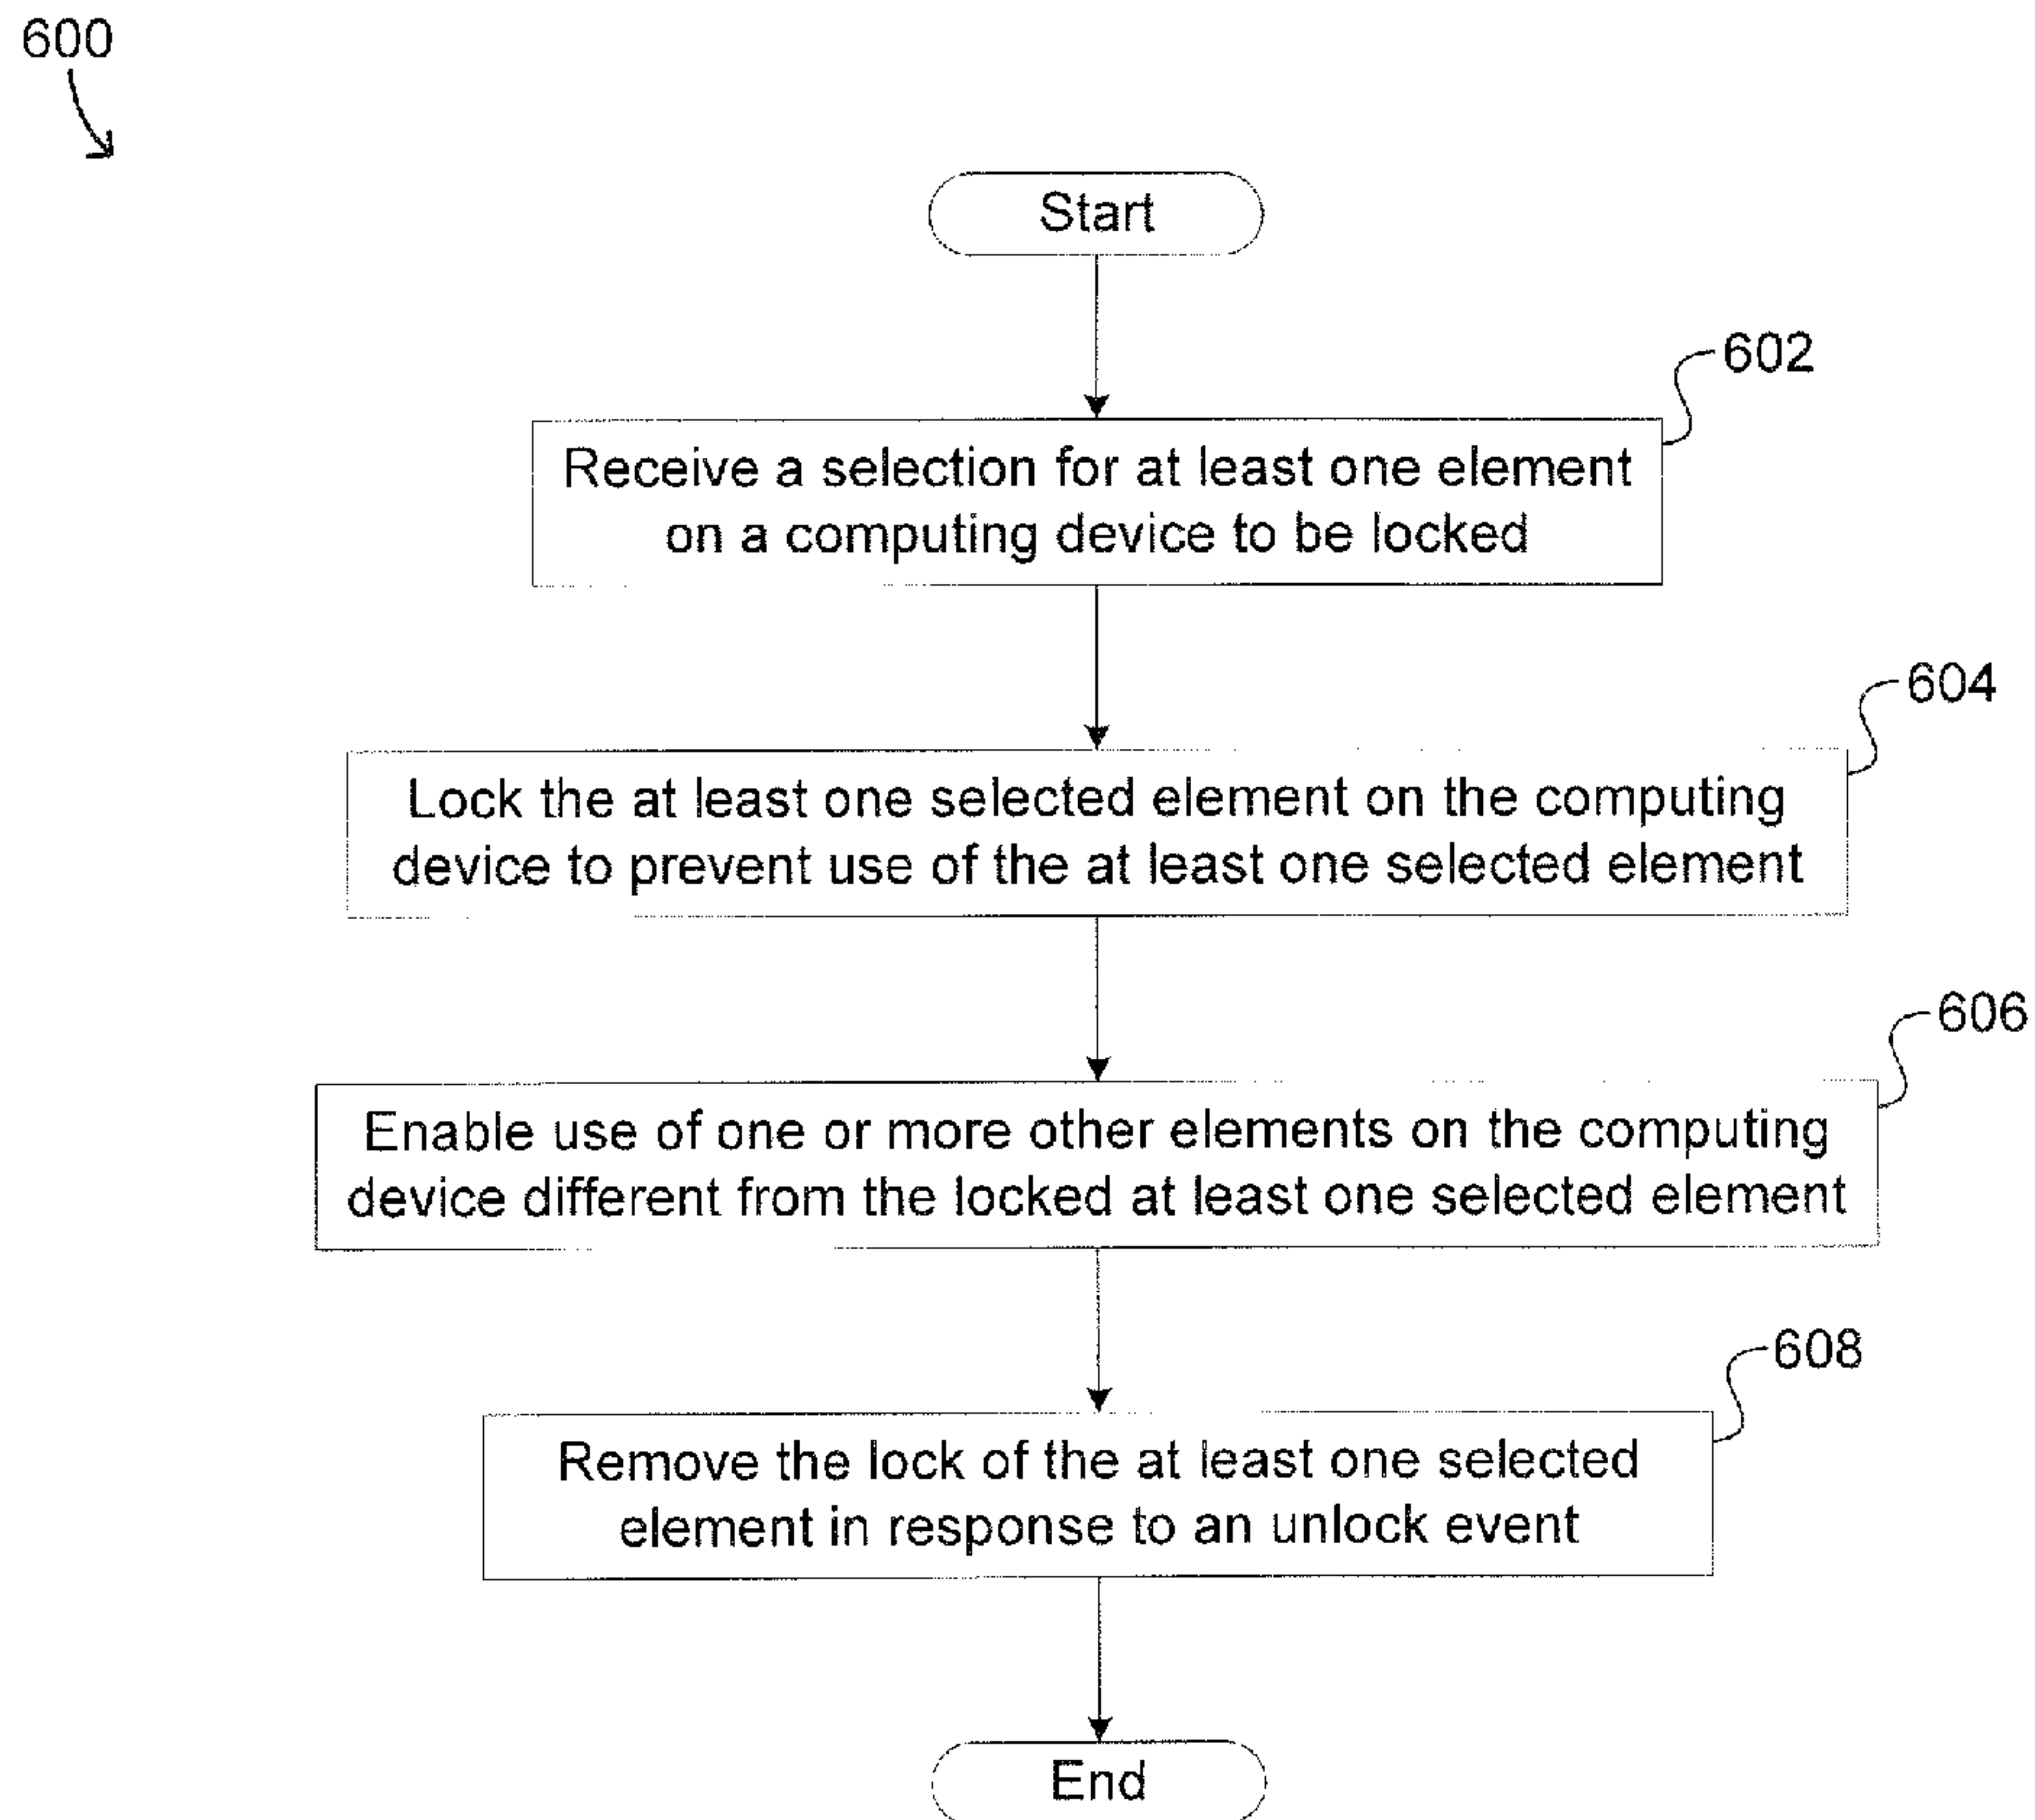 600
Start
602
Receive a selection for at least one element
on a computing device to be locked
604
Lock the at least one selected element on the computing
device to prevent use of the at least one selected element
606
Enable use of one or more other elements on the computing
device different from the locked at least one selected element
608
Remove the lock of the at least one selected
element in response to an unlock event
End